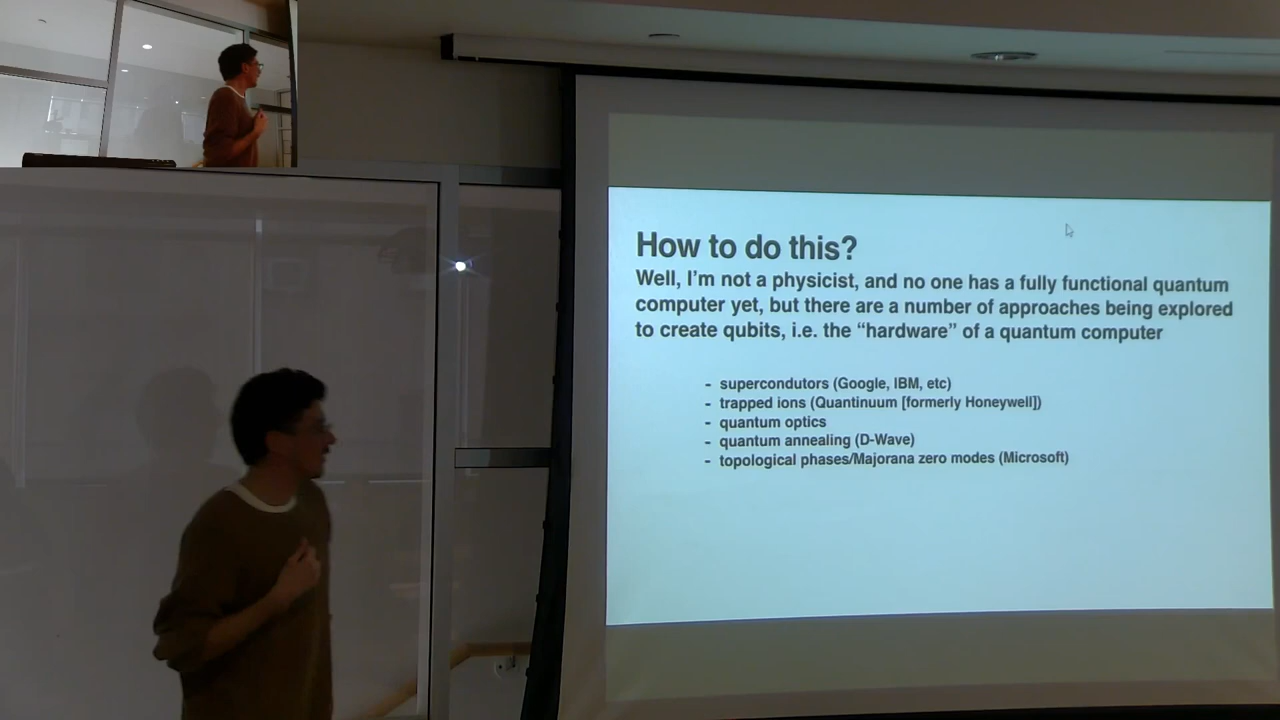 How to do this?
Well, I'm not a physicist, and no one has a fully functional quantum
computer yet, but there are a number of approaches being explored
to create qubits, i.e. the “hardware” of a quantum computer
- supercondutors (Google, IBM, etc)
- trapped ions (Quantinuum [formerly Honeywell])
- quantum optics
- quantum annealing (D-Wave)
- topological phases/Majorana zero modes (Microsoft)